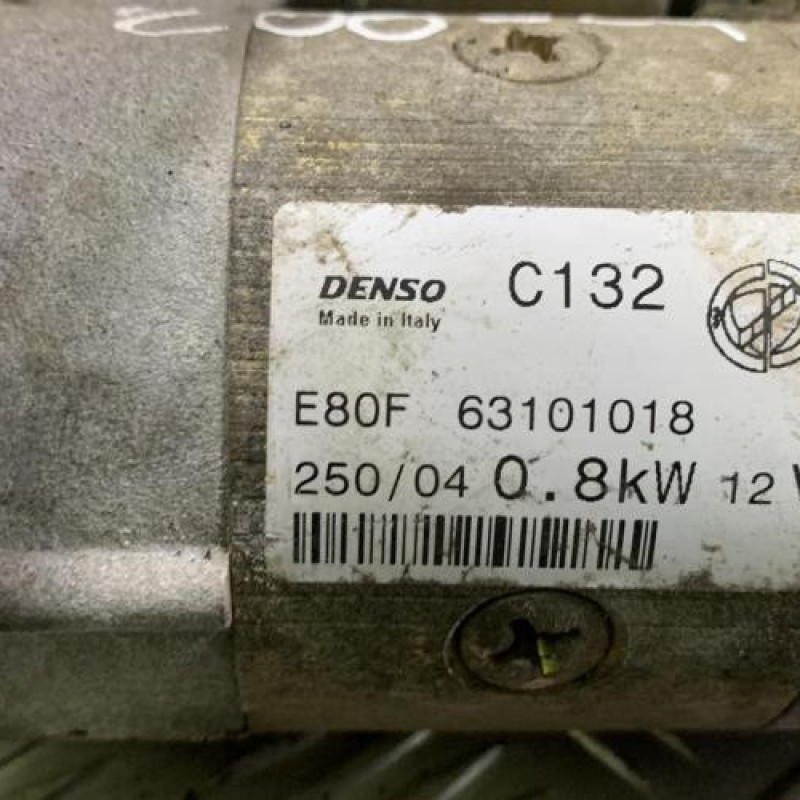 DENSO C132
Made in Italy
E80F 63101018
250/04 0.8kW 12 V